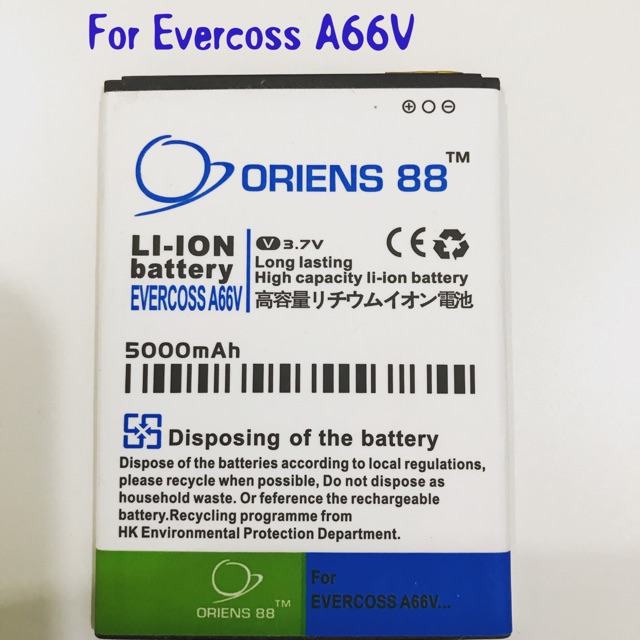 For Evercoss A66V
ORIENS 88™
LI-ION
battery
EVERCOSS A66V
V 3.7V
Long lasting
High capacity li-ion battery
高容量リチウムイオン電池
CE
5000mAh
Disposing of the battery
Dispose of the batteries according to local regulations,
please recycle when possible, Do not dispose as
household waste. Or reference the rechargeable
battery.Recycling programme from
HK Environmental Protection Department.
ORIENS 88™
For
EVERCOSS A66V...